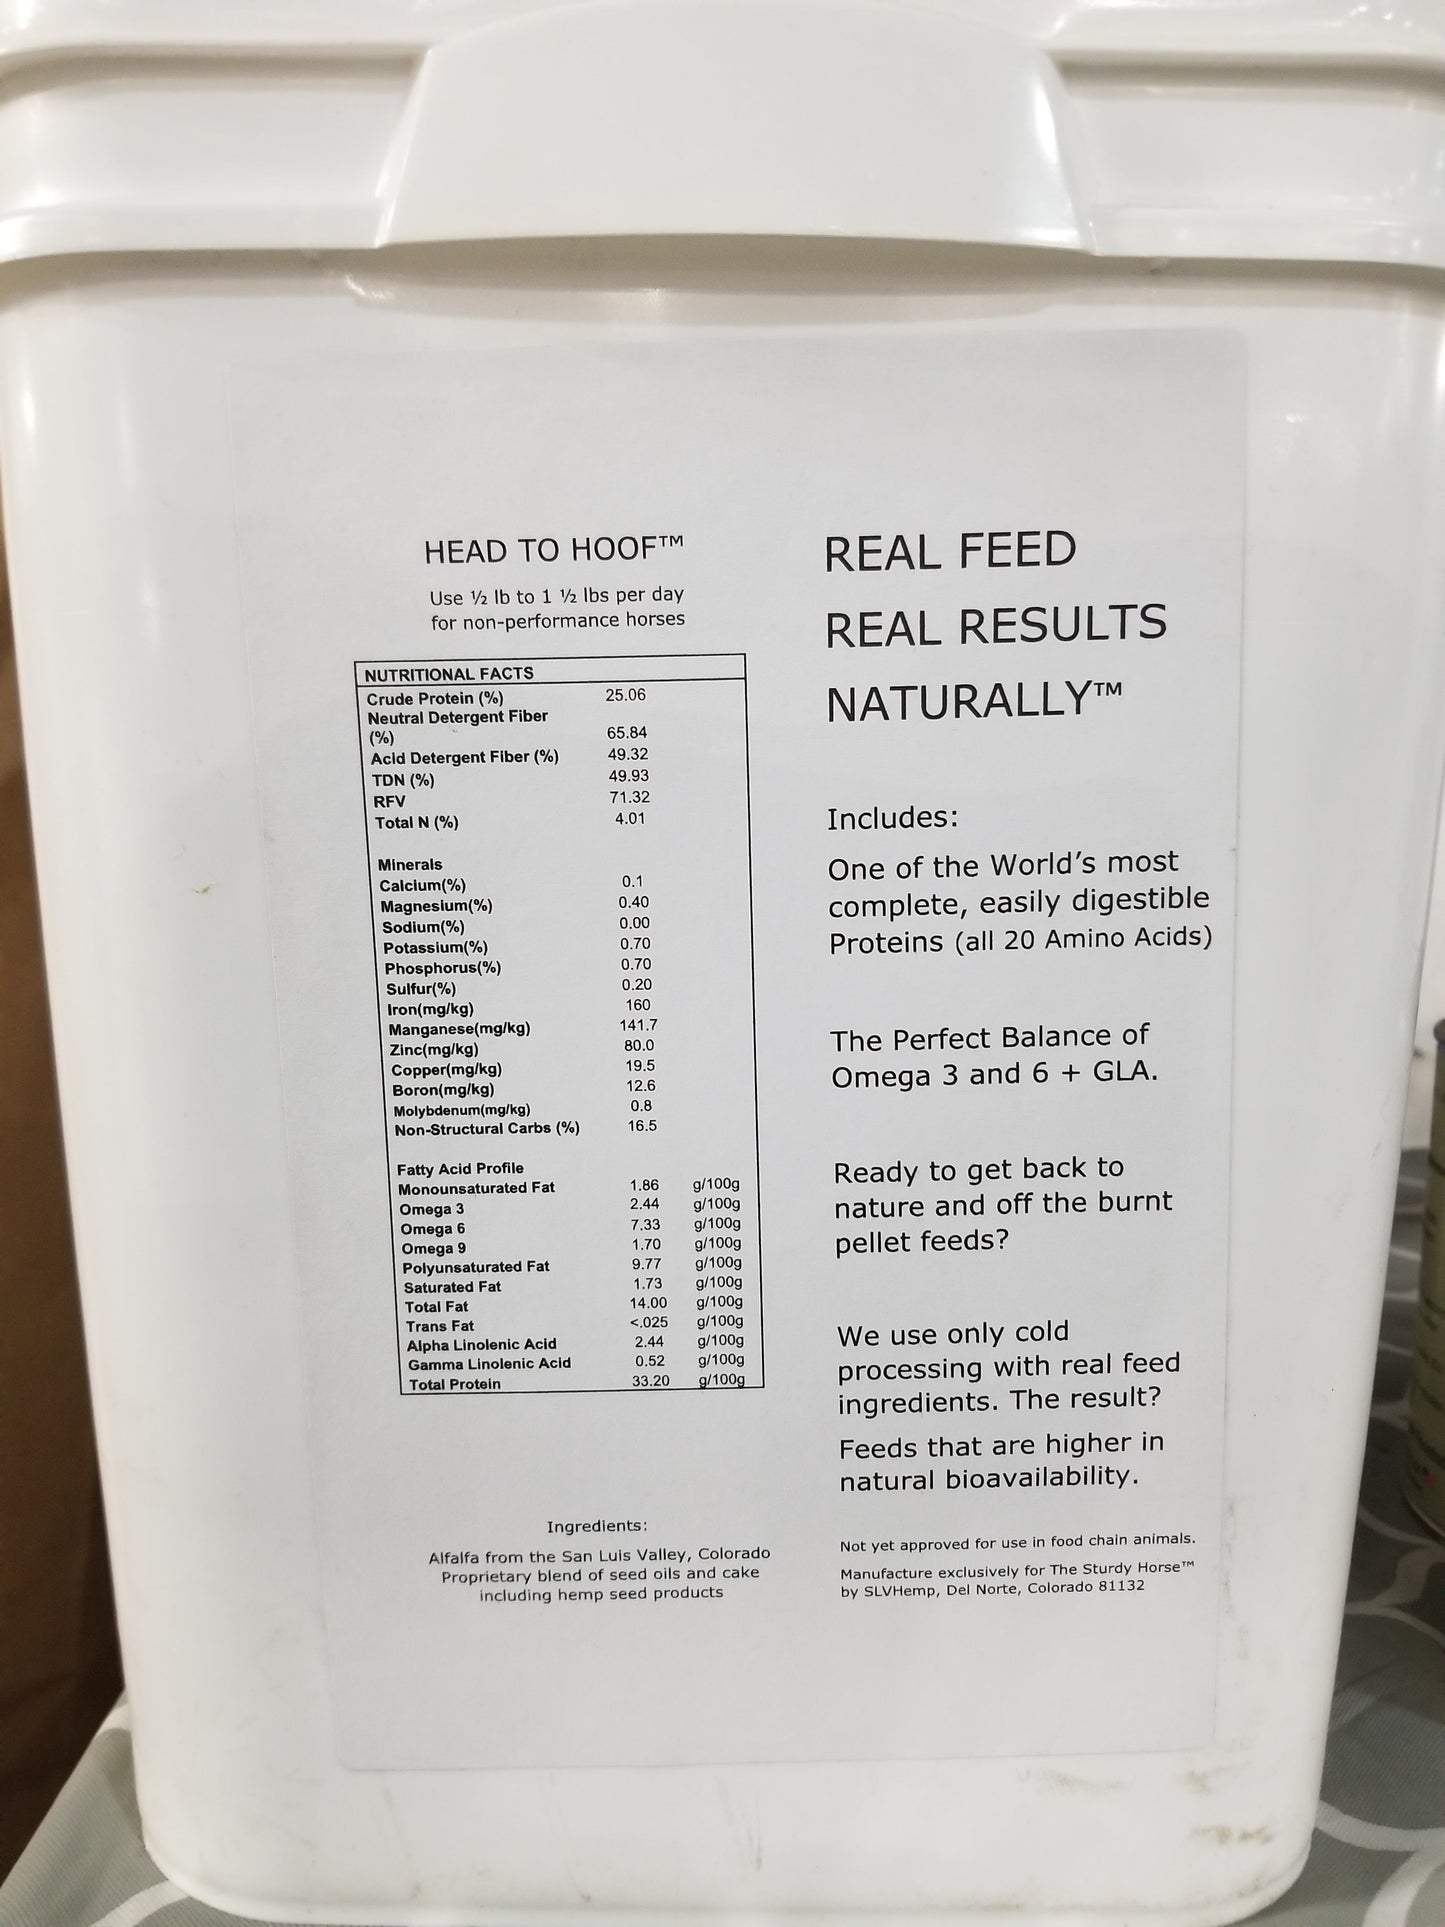 HEAD TO HOOF™
Use ½ lb to 1 ½ lbs per day
for non-performance horses
NUTRITIONAL FACTS
Crude Protein (%) 25.06
Neutral Detergent Fiber
(%) 65.84
Acid Detergent Fiber (%) 49.32
TDN (%) 49.93
RFV 71.32
Total N (%) 4.01
Minerals
Calcium(%) 0.1
Magnesium(%) 0.40
Sodium(%) 0.00
Potassium(%) 0.70
Phosphorus(%) 0.70
Sulfur(%) 0.20
Iron(mg/kg) 160
Manganese(mg/kg) 141.7
Zinc(mg/kg) 80.0
Copper(mg/kg) 19.5
Boron(mg/kg) 12.6
Molybdenum(mg/kg) 0.8
Non-Structural Carbs (%) 16.5
Fatty Acid Profile
Monounsaturated Fat 1.86 g/100g
Omega 3 2.44 g/100g
Omega 6 7.33 g/100g
Omega 9 1.70 g/100g
Polyunsaturated Fat 9.77 g/100g
Saturated Fat 1.73 g/100g
Total Fat 14.00 g/100g
Trans Fat <.025 g/100g
Alpha Linolenic Acid 2.44 g/100g
Gamma Linolenic Acid 0.52 g/100g
Total Protein 33.20 g/100g
Ingredients:
Alfalfa from the San Luis Valley, Colorado
Proprietary blend of seed oils and cake
including hemp seed products
REAL FEED
REAL RESULTS
NATURALLY™
Includes:
One of the World's most
complete, easily digestible
Proteins (all 20 Amino Acids)
The Perfect Balance of
Omega 3 and 6 + GLA.
Ready to get back to
nature and off the burnt
pellet feeds?
We use only cold
processing with real feed
ingredients. The result?
Feeds that are higher in
natural bioavailability.
Not yet approved for use in food chain animals.
Manufacture exclusively for The Sturdy Horse™
by SLVHemp, Del Norte, Colorado 81132